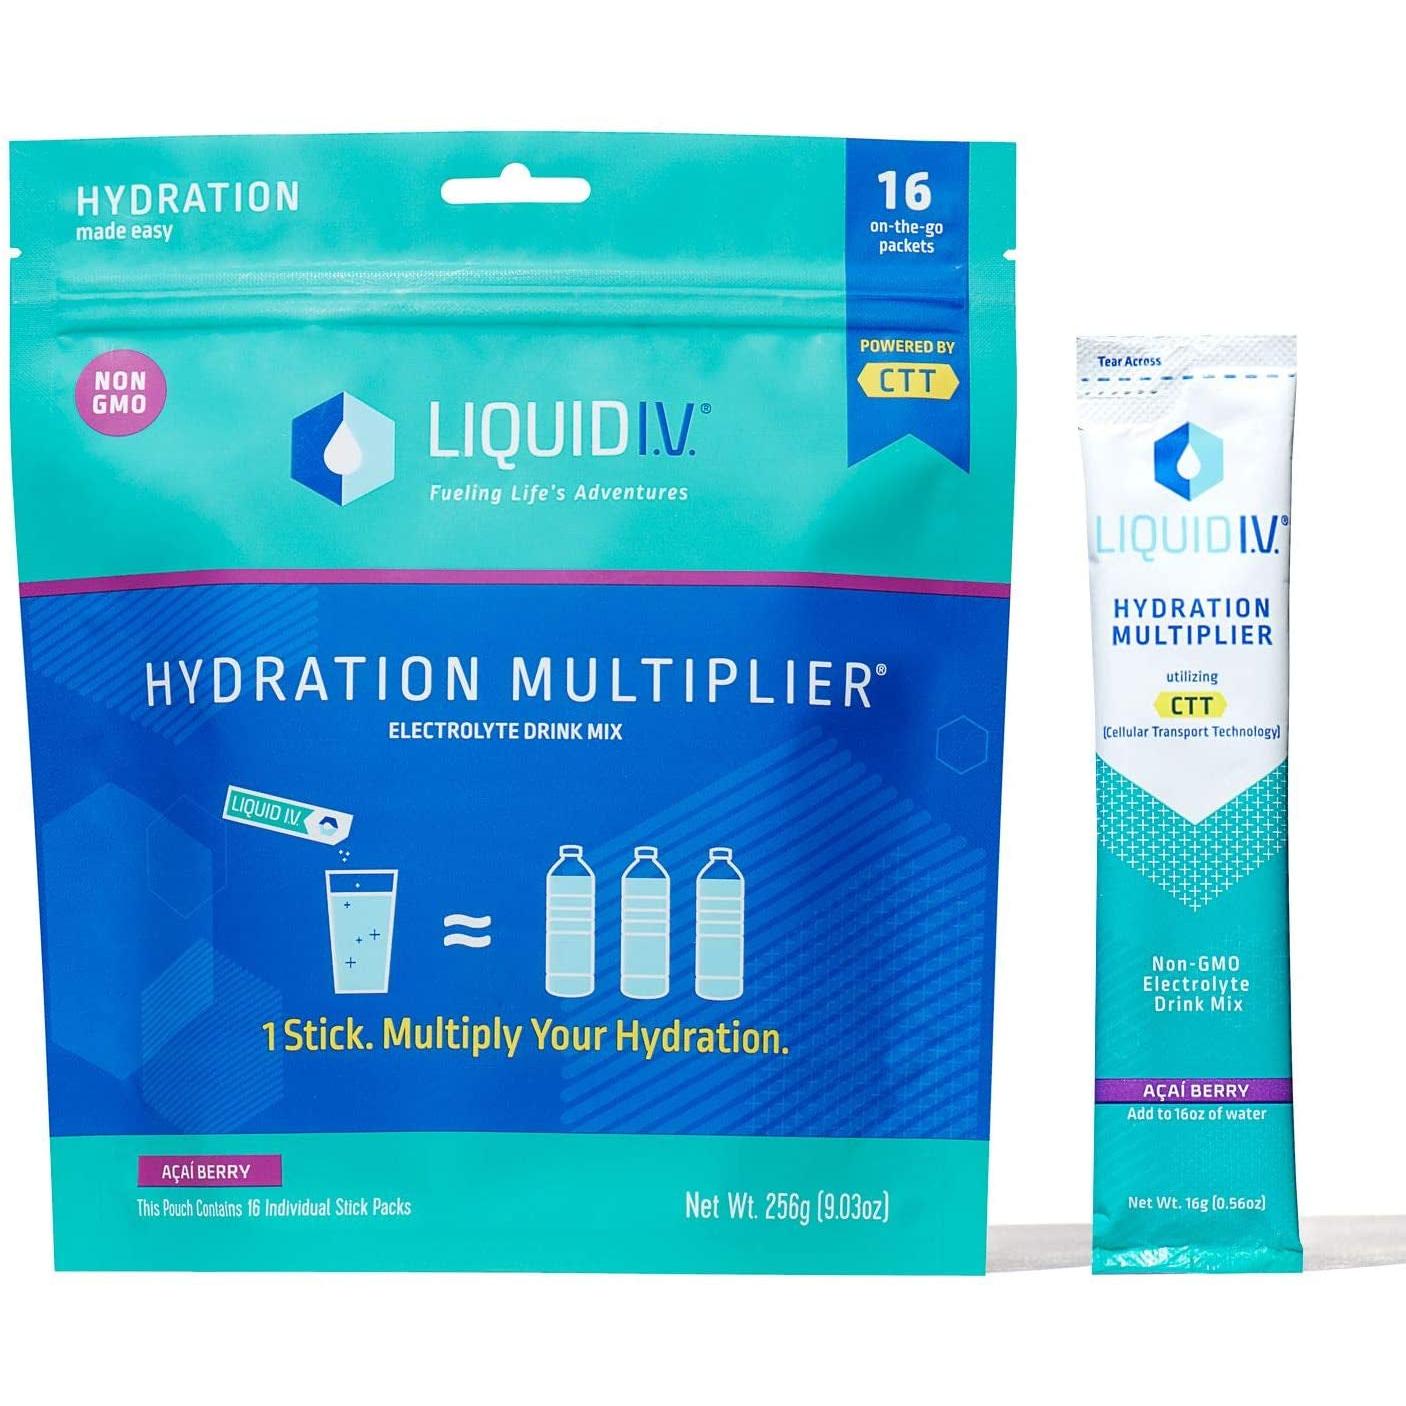 HYDRATION
made easy
16
on-the-go
packets
POWERED BY
CTT
NON
GMO
LIQUID I.V.®
Fueling Life's Adventures
HYDRATION MULTIPLIER®
ELECTROLYTE DRINK MIX
LIQUID I.V.
≈
1 Stick. Multiply Your Hydration.
AÇAÍ BERRY
This Pouch Contains 16 Individual Stick Packs
Net Wt. 256g (9.03oz)
Tear Across
LIQUID I.V.®
HYDRATION
MULTIPLIER
utilizing
CTT
(Cellular Transport Technology)
Non-GMO
Electrolyte
Drink Mix
AÇAÍ BERRY
Add to 16oz of water
Net Wt. 16g (0.56oz)